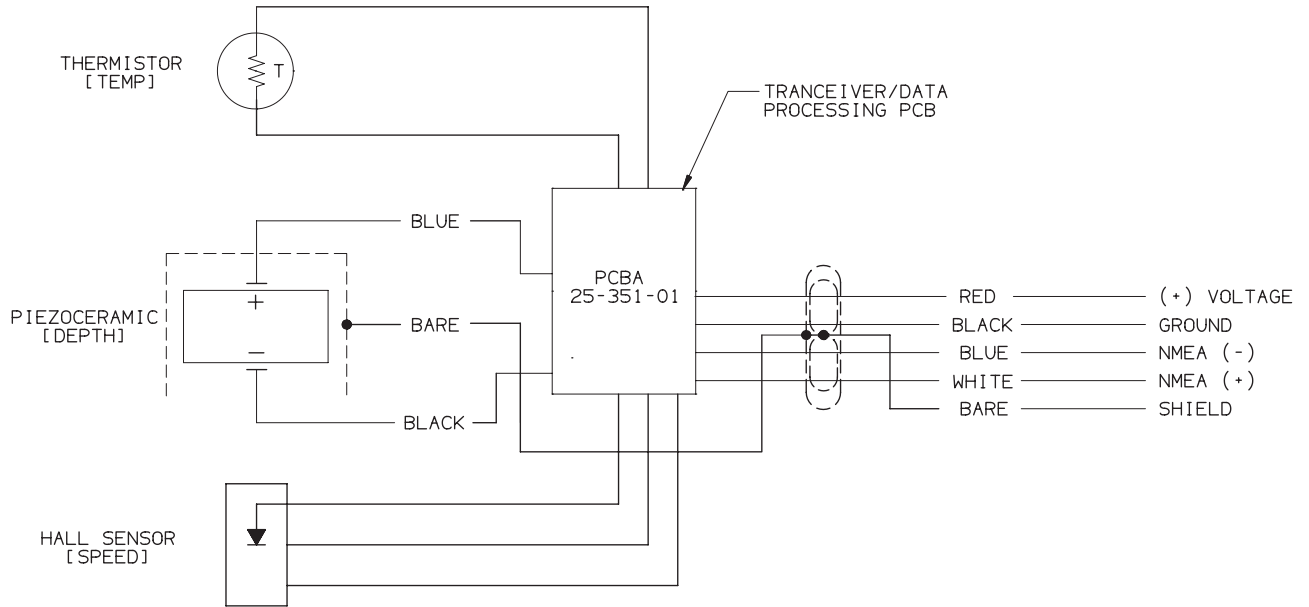 THERMISTOR
[TEMP]
T
TRANCEIVER/DATA
PROCESSING PCB
BLUE
+
PIEZOCERAMIC
[DEPTH]
BARE
−
BLACK
PCBA
25-351-01
RED (+) VOLTAGE
BLACK GROUND
BLUE NMEA (-)
WHITE NMEA (+)
BARE SHIELD
HALL SENSOR
[SPEED]